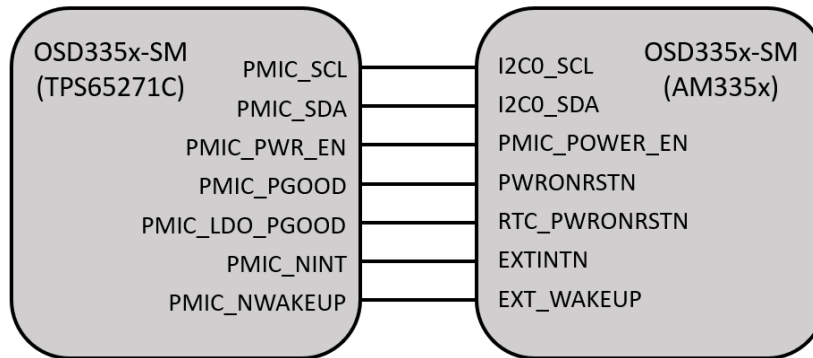 OSD335x-SM
(TPS65271C)
PMIC_SCL
PMIC_SDA
PMIC_PWR_EN
PMIC_PGOOD
PMIC_LDO_PGOOD
PMIC_NINT
PMIC_NWAKEUP
OSD335x-SM
(AM335x)
I2C0_SCL
I2C0_SDA
PMIC_POWER_EN
PWRONRSTN
RTC_PWRONRSTN
EXTINTN
EXT_WAKEUP